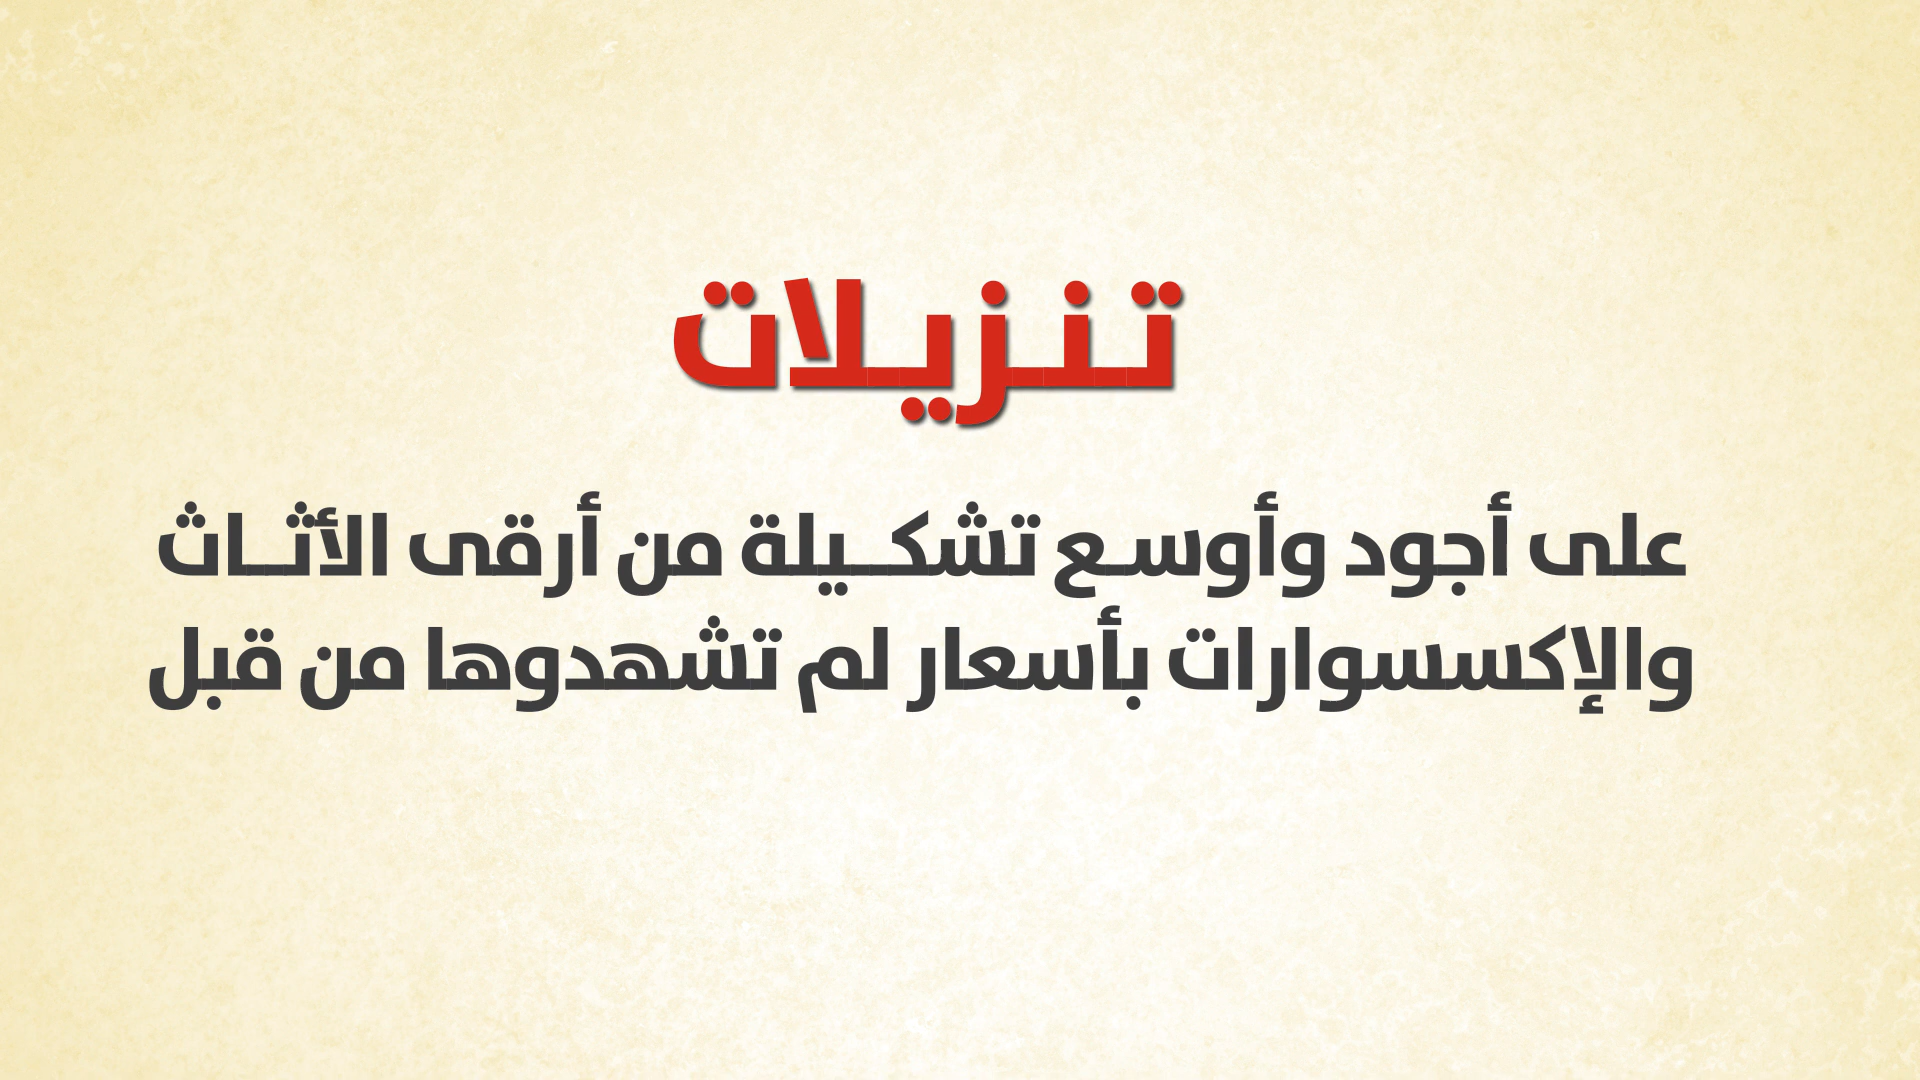 تنزيلات
على أجود وأوسع تشكيلة من أرقى الأثاث
والإكسسوارات بأسعار لم تشهدوها من قبل